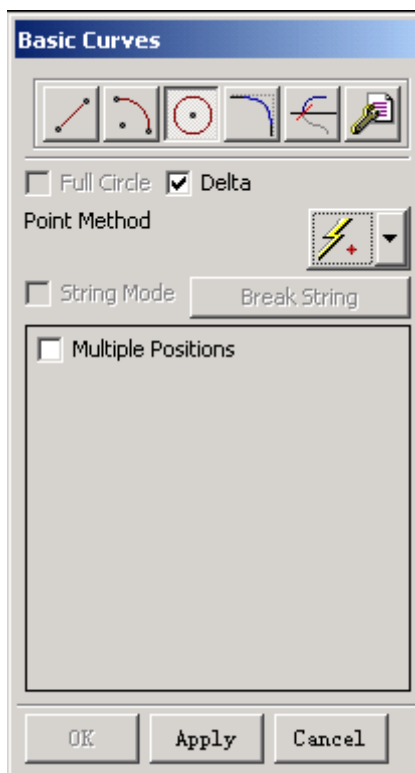 Basic Curves
Full Circle Delta
Point Method
String Mode Break String
Multiple Positions
OK Apply Cancel